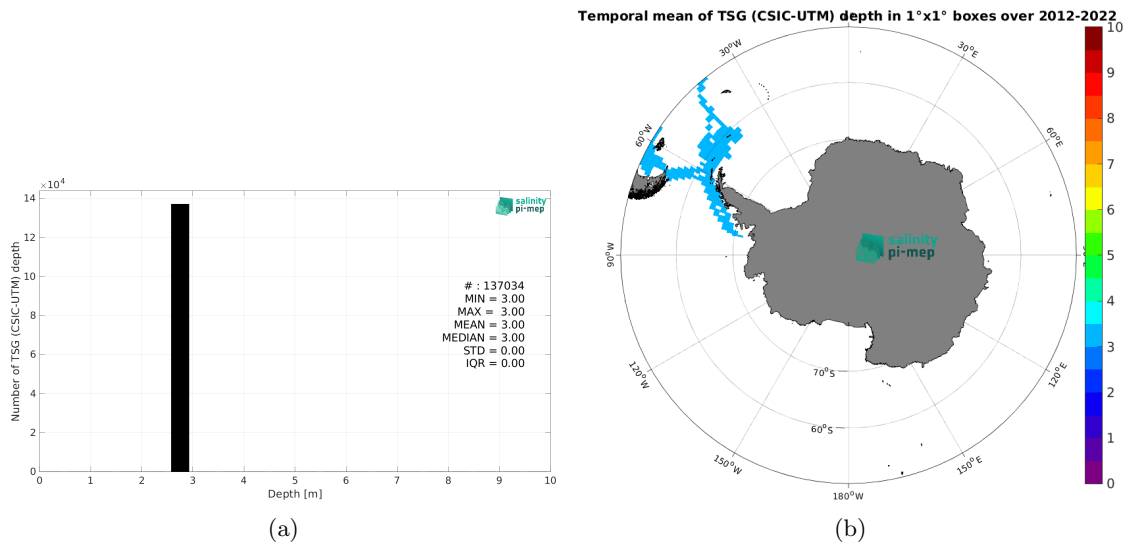 Temporal mean of TSG (CSIC-UTM) depth in 1°x1° boxes over 2012-2022
×10⁴
14
12
10
8
6
4
2
0
Number of TSG (CSIC-UTM) depth
0 1 2 3 4 5 6 7 8 9 10
Depth [m]
salinity
pi-mep
# : 137034
MIN = 3.00
MAX = 3.00
MEAN = 3.00
MEDIAN = 3.00
STD = 0.00
IQR = 0.00
(a)
30°W
30°E
60°W
60°E
90°W
120°W
120°E
150°W
150°E
180°W
70°S
60°S
salinity
pi-mep
10
9
8
7
6
5
4
3
2
1
0
(b)